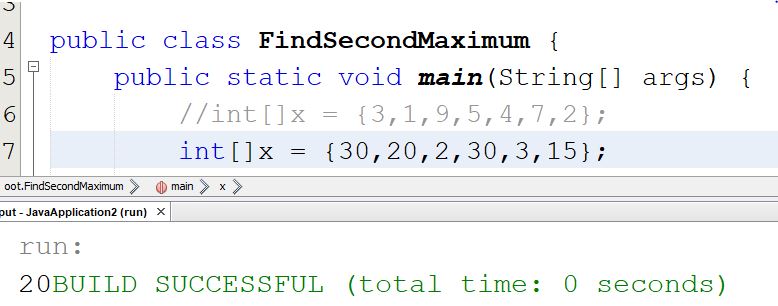 3
4 public class FindSecondMaximum {
5 public static void main(String[] args) {
6 //int[]x = {3,1,9,5,4,7,2};
7 int[]x = {30,20,2,30,3,15};
oot.FindSecondMaximum main x
put - JavaApplication2 (run) ×
run:
20BUILD SUCCESSFUL (total time: 0 seconds)